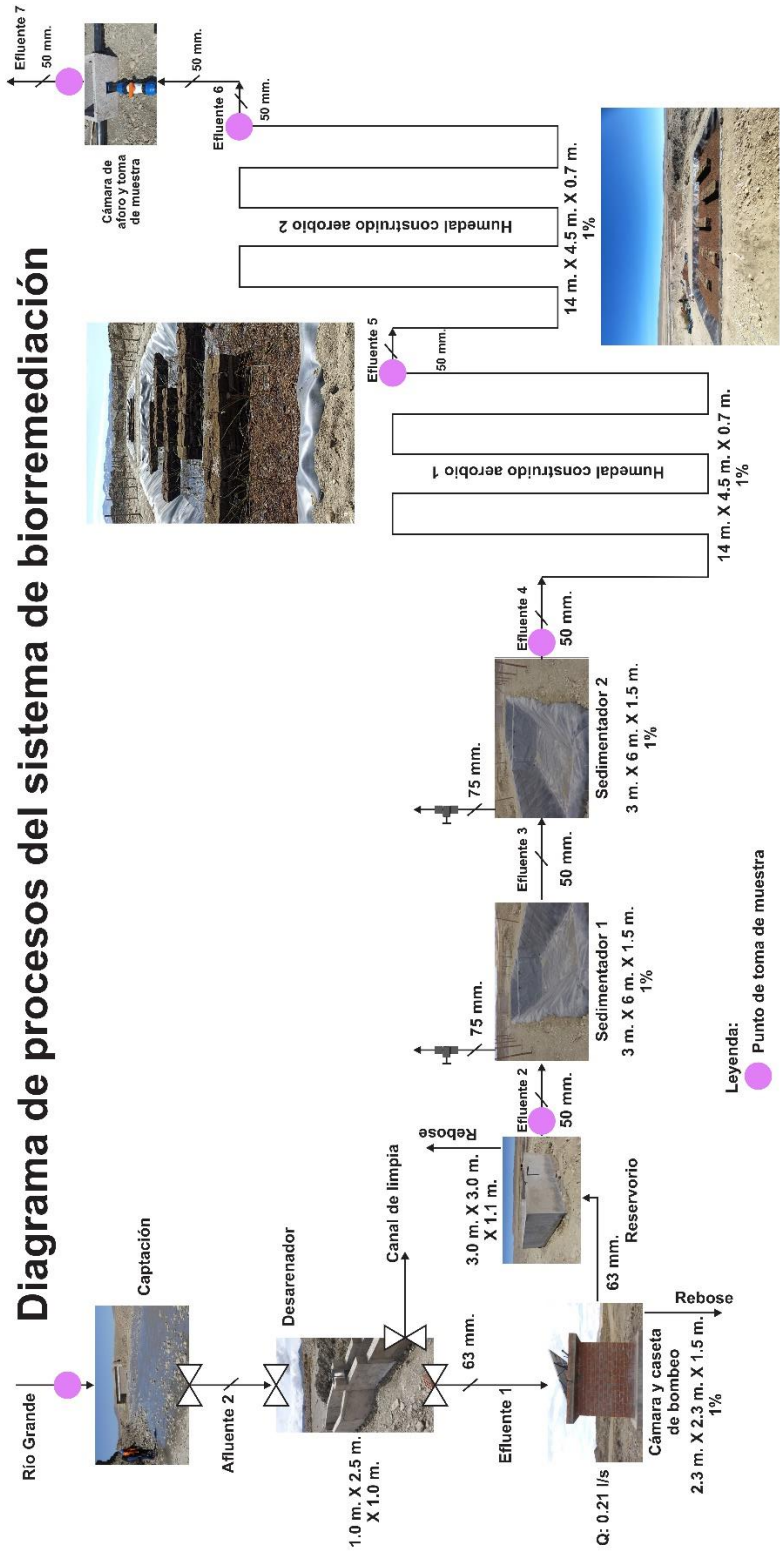 Diagrama de procesos del sistema de biorremediación
Río Grande
Captación
Afluente 2
Desarenador
1.0 m. X 2.5 m.
X 1.0 m.
Canal de limpia
63 mm.
Efluente 1
Q: 0.21 l/s
Cámara y caseta
de bombeo
2.3 m. X 2.3 m. X 1.5 m.
1%
Rebose
63 mm.
Reservorio
3.0 m. X 3.0 m.
X 1.1 m.
Rebose
Efluente 2
50 mm.
75 mm.
Sedimentador 1
3 m. X 6 m. X 1.5 m.
1%
Efluente 3
50 mm.
75 mm.
Sedimentador 2
3 m. X 6 m. X 1.5 m.
1%
Efluente 4
50 mm.
Humedal construido aerobio 1
14 m. X 4.5 m. X 0.7 m.
1%
Efluente 5
50 mm.
Humedal construido aerobio 2
14 m. X 4.5 m. X 0.7 m.
1%
Efluente 6
50 mm.
50 mm.
Cámara de
aforo y toma
de muestra
Efluente 7
50 mm.
Leyenda:
Punto de toma de muestra